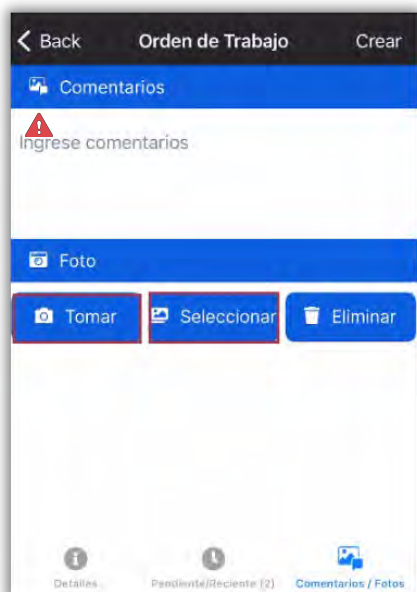 Back Orden de Trabajo Crear
Comentarios
Ingrese comentarios
Foto
Tomar Seleccionar Eliminar
Detalles Pendiente/Reciente (2) Comentarios / Fotos